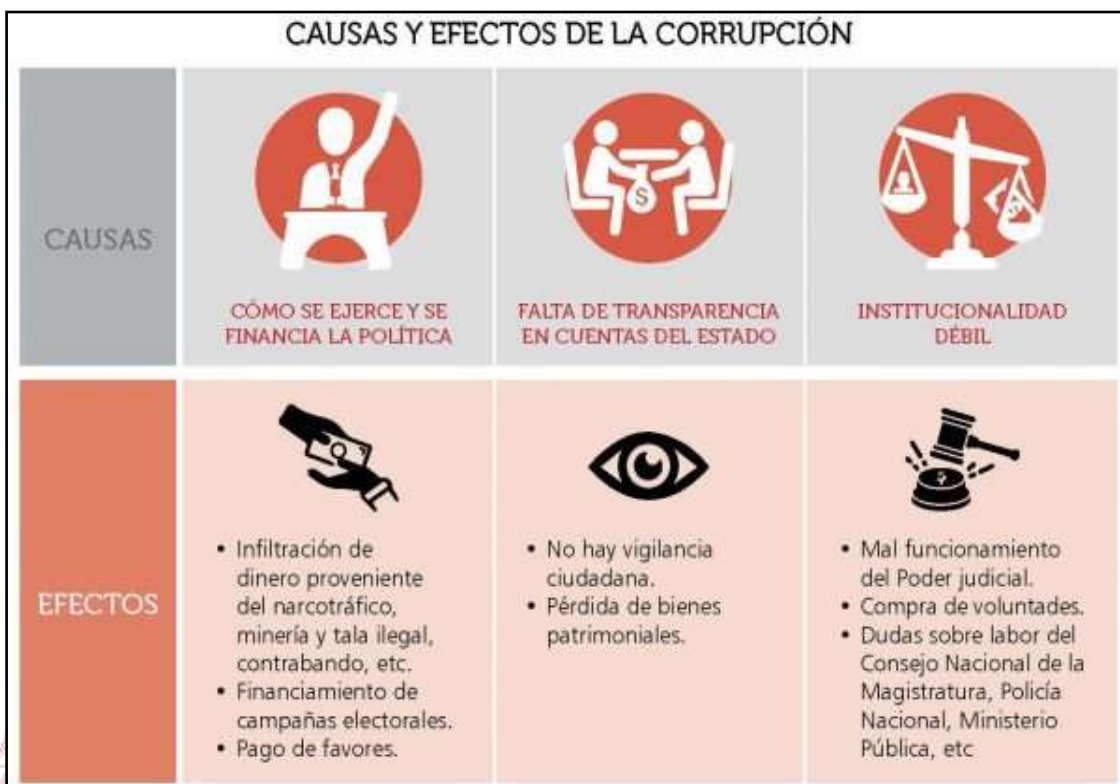 CAUSAS Y EFECTOS DE LA CORRUPCIÓN
CAUSAS
CÓMO SE EJERCE Y SE
FINANCIA LA POLÍTICA
FALTA DE TRANSPARENCIA
EN CUENTAS DEL ESTADO
INSTITUCIONALIDAD
DÉBIL
EFECTOS
• Infiltración de
dinero proveniente
del narcotráfico,
minería y tala ilegal,
contrabando, etc.
• Financiamiento de
campañas electorales.
• Pago de favores.
• No hay vigilancia
ciudadana.
• Pérdida de bienes
patrimoniales.
• Mal funcionamiento
del Poder judicial.
• Compra de voluntades.
• Dudas sobre labor del
Consejo Nacional de la
Magistratura, Policía
Nacional, Ministerio
Pública, etc